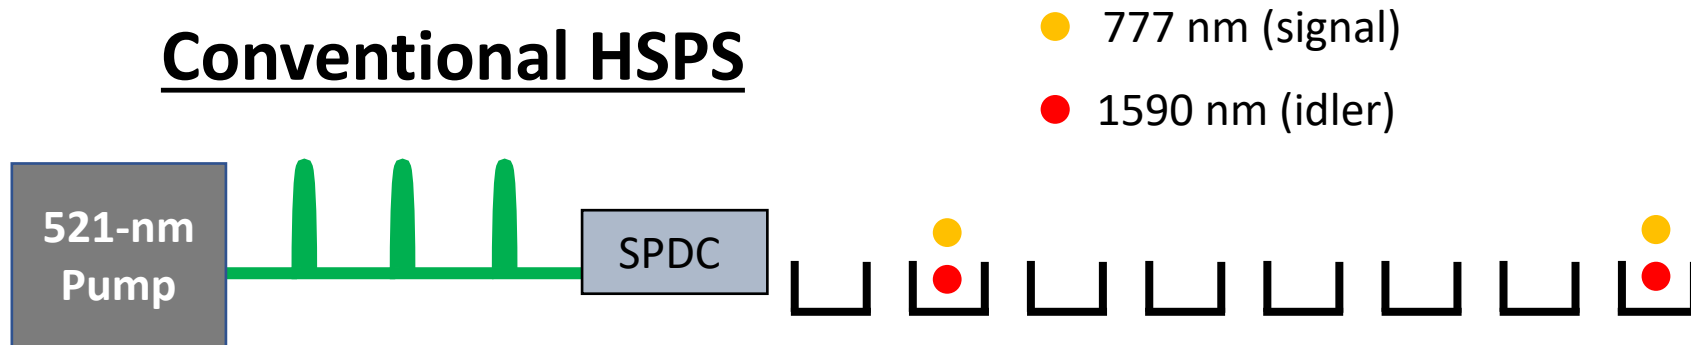 Conventional HSPS
777 nm (signal)
1590 nm (idler)
521-nm
Pump
SPDC